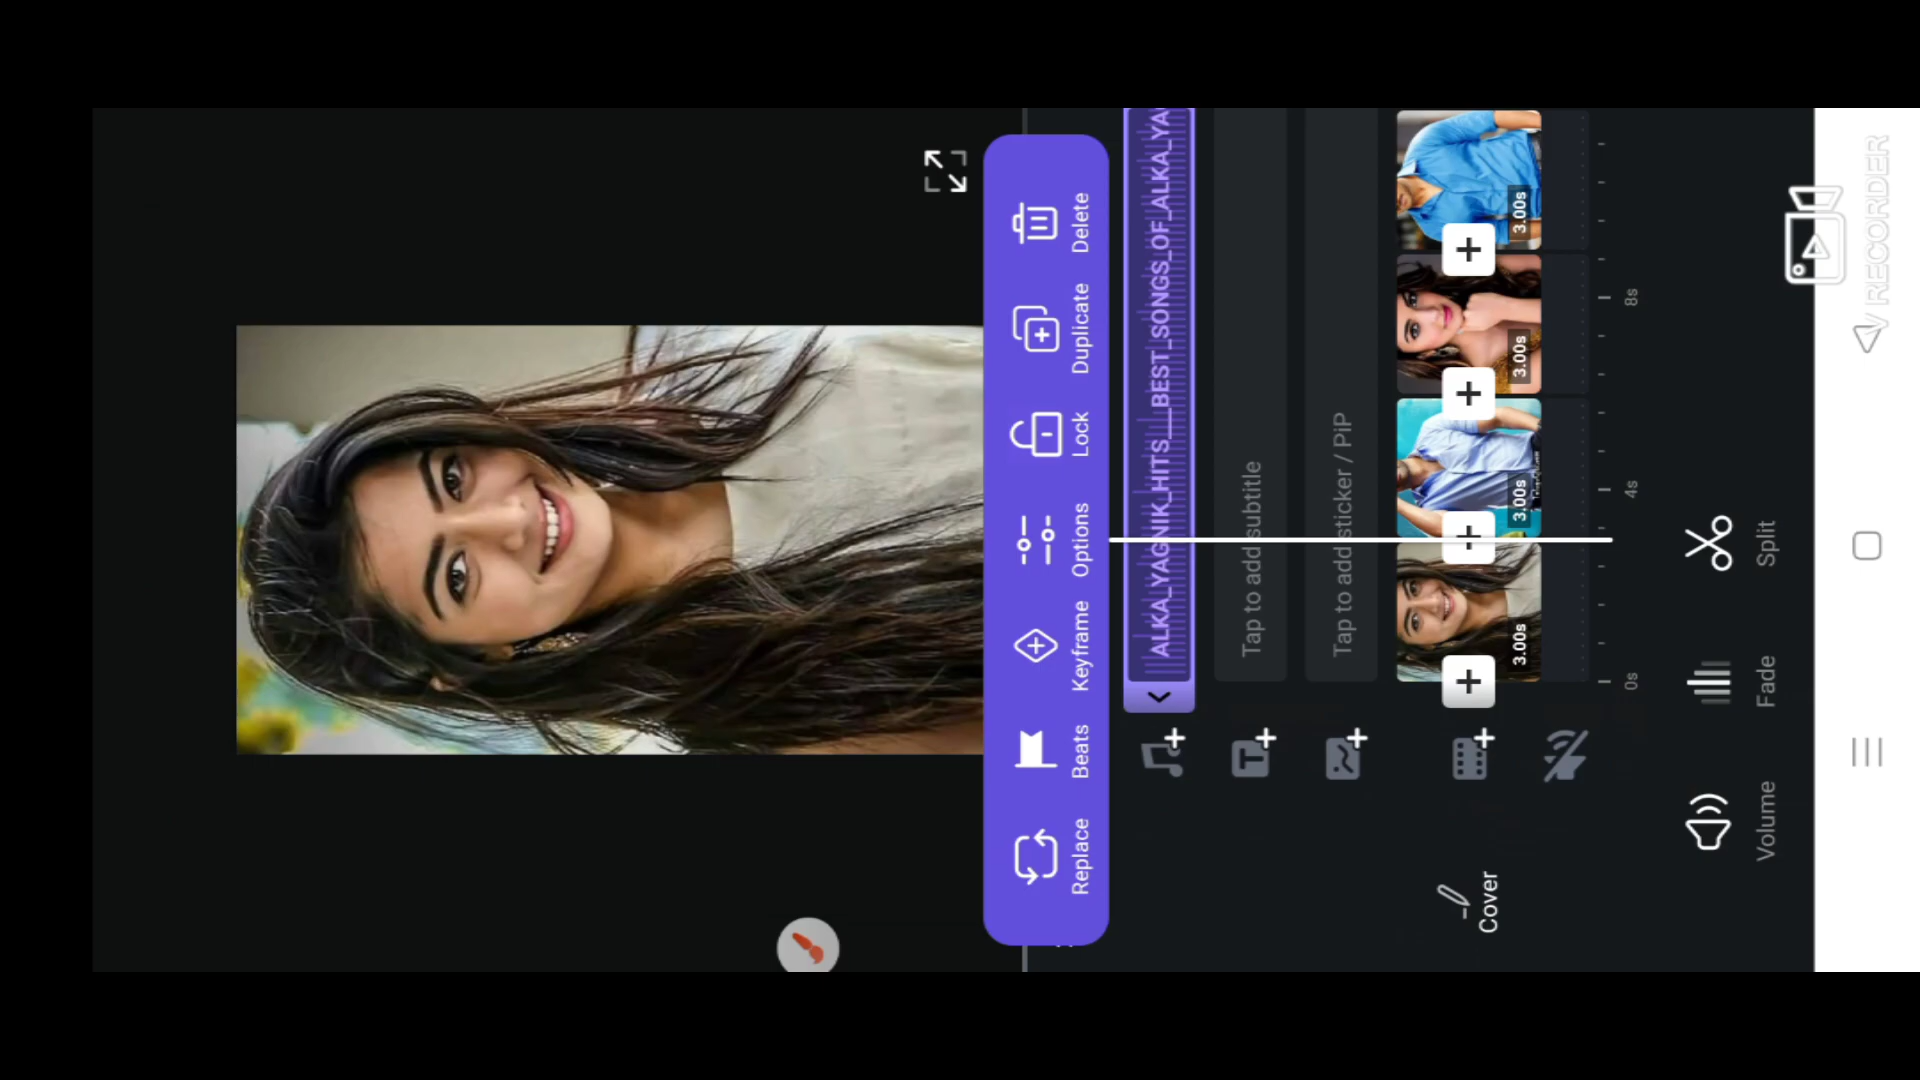 Replace
Beats
Keyframe
Options
Lock
Duplicate
Delete
ALKA_YAGNIK_HITS__BEST_SONGS_OF_ALKA_YA
Tap to add subtitle
Tap to add sticker / PiP
Cover
3.00s
3.00s
3.00s
3.00s
0s
4s
8s
Volume
Fade
Split
V RECORDER